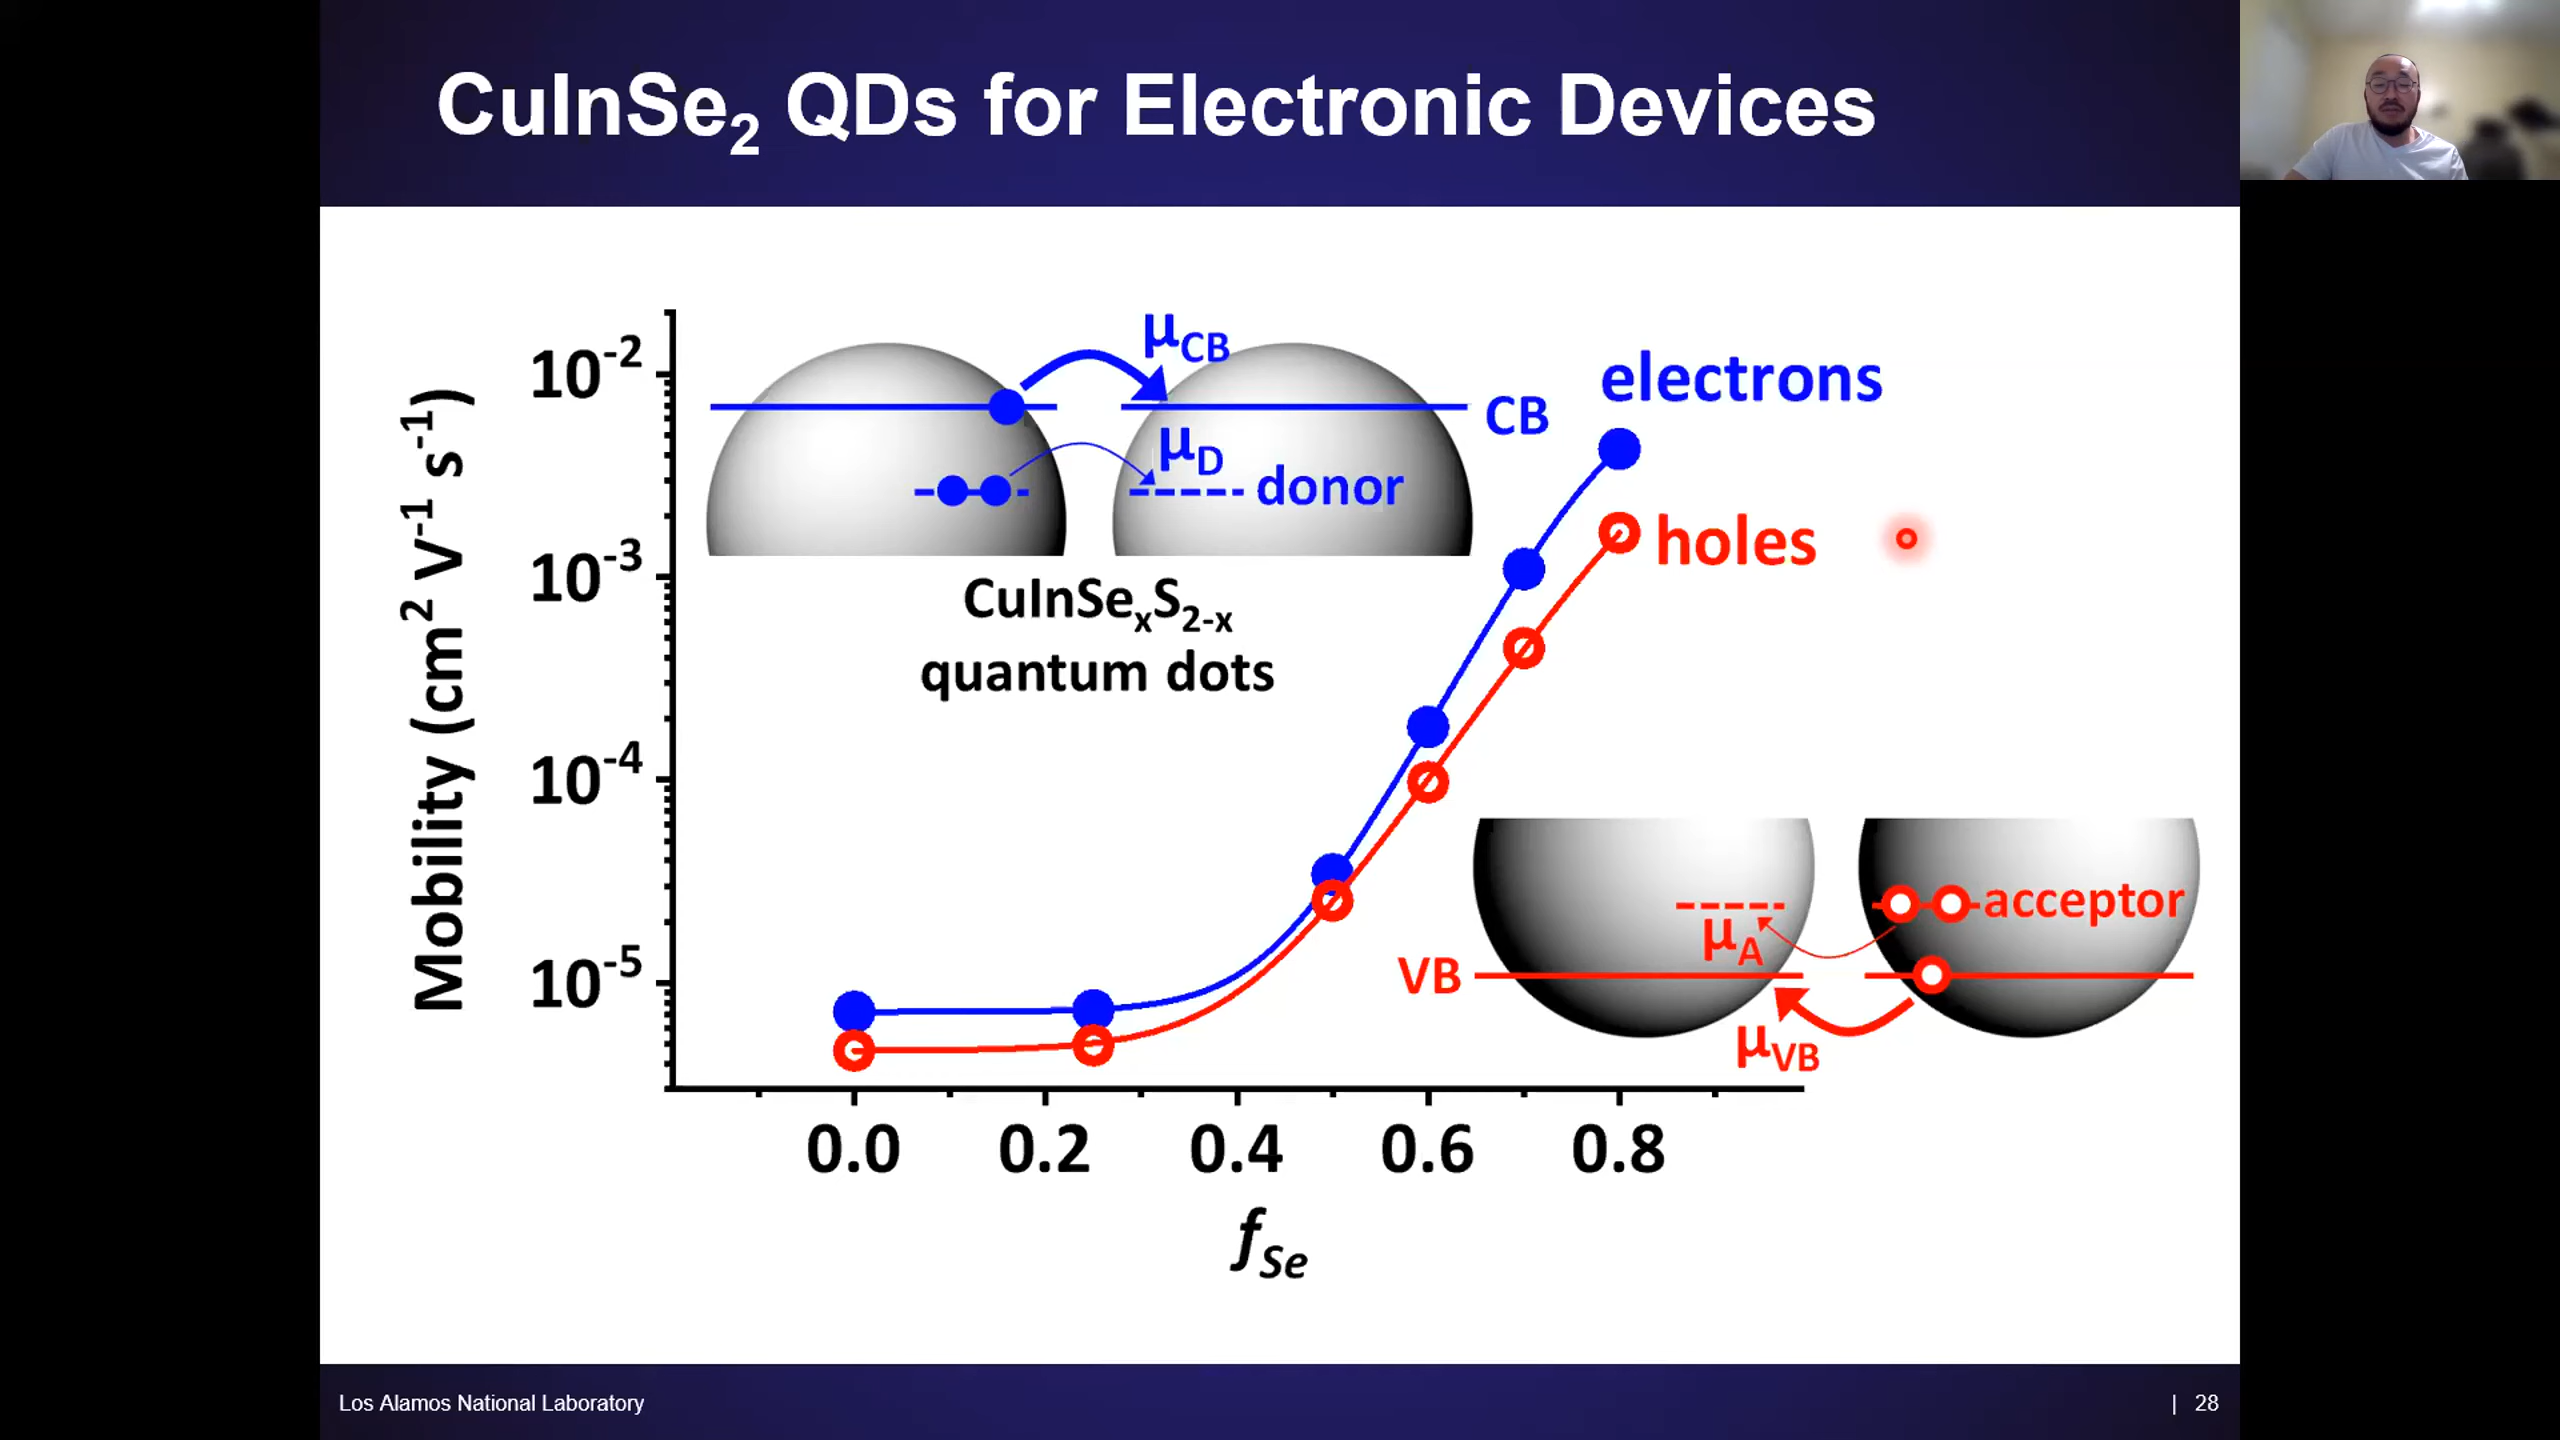 CuInSe₂ QDs for Electronic Devices
Mobility (cm² V⁻¹ s⁻¹)
10⁻²
10⁻³
10⁻⁴
10⁻⁵
μCB
CB
μD
donor
CuInSeₓS₂₋ₓ
quantum dots
electrons
holes
acceptor
μA
VB
μVB
0.0 0.2 0.4 0.6 0.8
fSe
Los Alamos National Laboratory
| 28